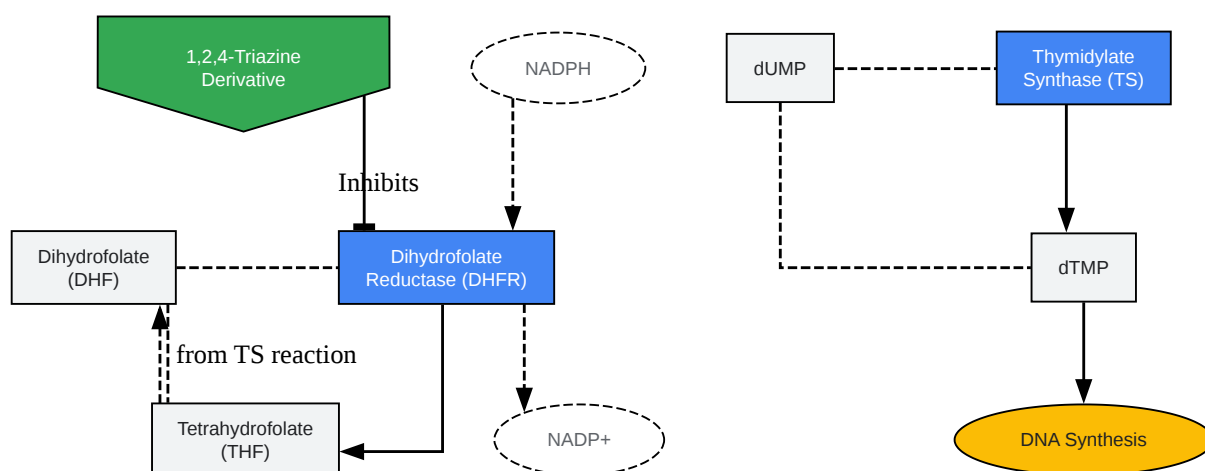 1,2,4-Triazine
Derivative
NADPH
dUMP
Thymidylate
Synthase (TS)
Inhibits
Dihydrofolate
(DHF)
Dihydrofolate
Reductase (DHFR)
dTMP
from TS reaction
Tetrahydrofolate
(THF)
NADP+
DNA Synthesis